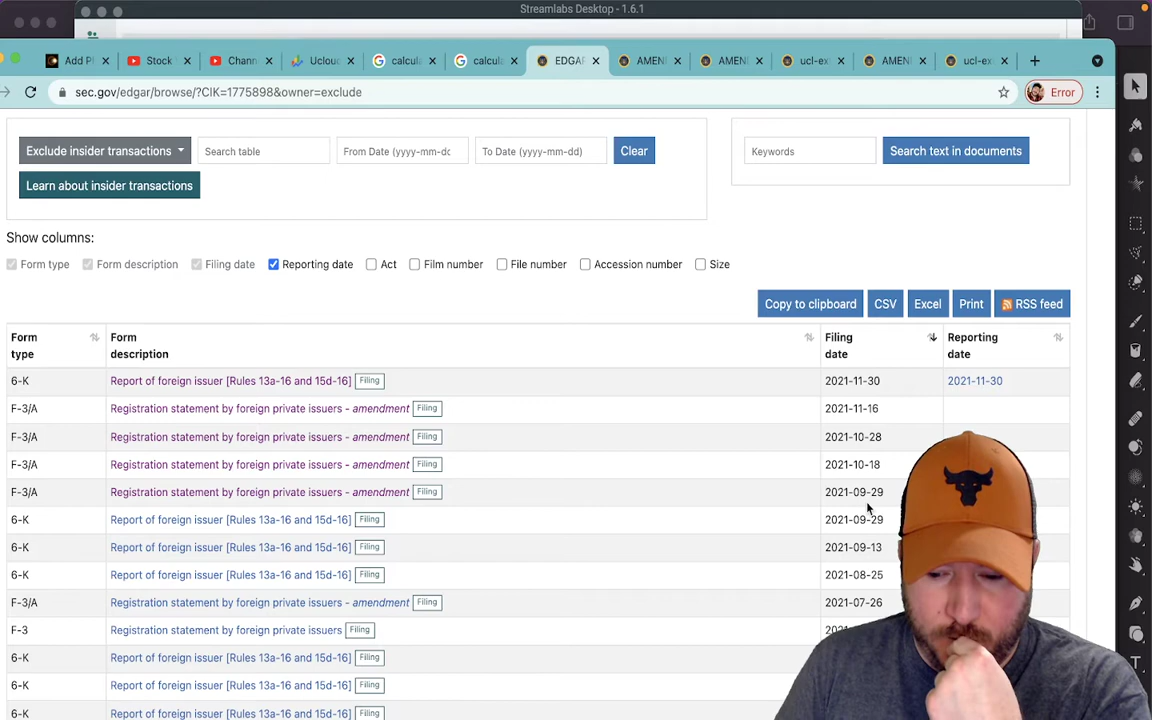 Streamlabs Desktop - 1.6.1
Add P
Stock
Chann
Ucloud
calcula
calcula
EDGAR
AMEN
AMEN
ucl-ex
AMEN
ucl-ex
sec.gov/edgar/browse/?CIK=1775898&owner=exclude
Error
Exclude insider transactions
Search table
From Date (yyyy-mm-dc
To Date (yyyy-mm-dd)
Clear
Keywords
Search text in documents
Learn about insider transactions
Show columns:
Form type
Form description
Filing date
Reporting date
Act
Film number
File number
Accession number
Size
Copy to clipboard
CSV
Excel
Print
RSS feed
Form type
Form description
Filing date
Reporting date
6-K Report of foreign issuer [Rules 13a-16 and 15d-16] Filing 2021-11-30 2021-11-30
F-3/A Registration statement by foreign private issuers - amendment Filing 2021-11-16
F-3/A Registration statement by foreign private issuers - amendment Filing 2021-10-28
F-3/A Registration statement by foreign private issuers - amendment Filing 2021-10-18
F-3/A Registration statement by foreign private issuers - amendment Filing 2021-09-29
6-K Report of foreign issuer [Rules 13a-16 and 15d-16] Filing 2021-09-29
6-K Report of foreign issuer [Rules 13a-16 and 15d-16] Filing 2021-09-13
6-K Report of foreign issuer [Rules 13a-16 and 15d-16] Filing 2021-08-25
F-3/A Registration statement by foreign private issuers - amendment Filing 2021-07-26
F-3 Registration statement by foreign private issuers Filing
6-K Report of foreign issuer [Rules 13a-16 and 15d-16] Filing
6-K Report of foreign issuer [Rules 13a-16 and 15d-16] Filing
6-K Report of foreign issuer [Rules 13a-16 and 15d-16] Filing